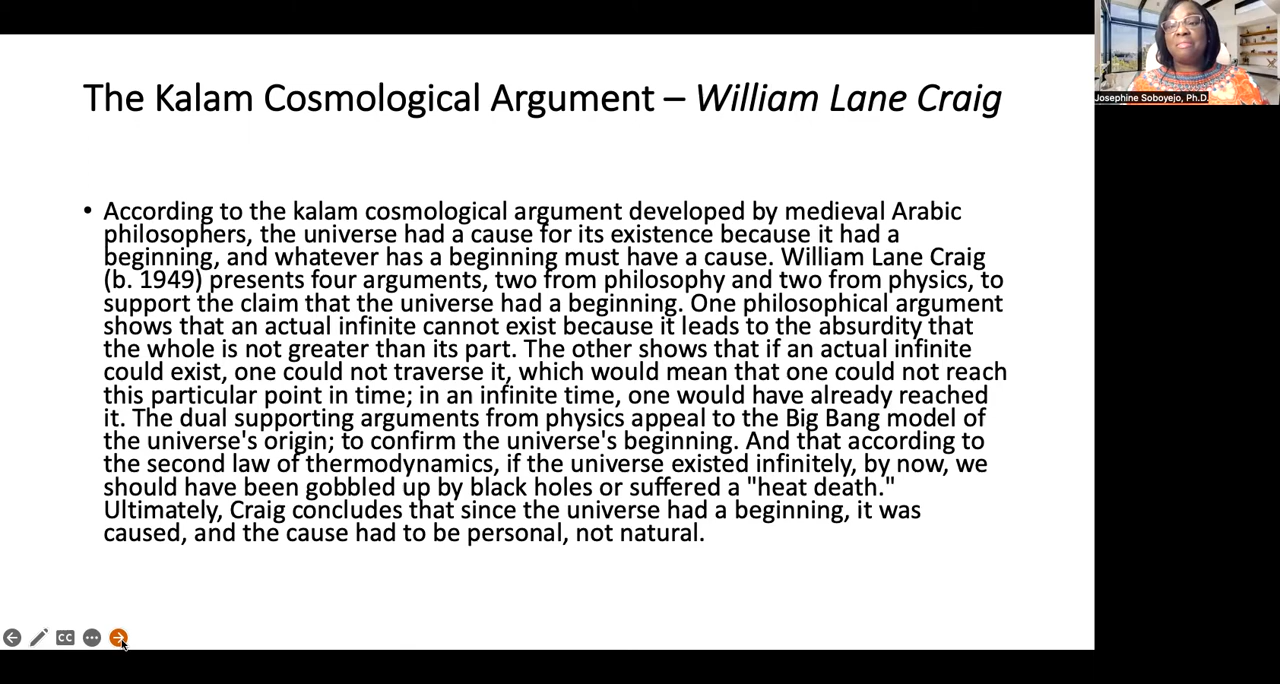 The Kalam Cosmological Argument – William Lane Craig
Josephine Soboyejo, Ph.D.
• According to the kalam cosmological argument developed by medieval Arabic
philosophers, the universe had a cause for its existence because it had a
beginning, and whatever has a beginning must have a cause. William Lane Craig
(b. 1949) presents four arguments, two from philosophy and two from physics, to
support the claim that the universe had a beginning. One philosophical argument
shows that an actual infinite cannot exist because it leads to the absurdity that
the whole is not greater than its part. The other shows that if an actual infinite
could exist, one could not traverse it, which would mean that one could not reach
this particular point in time; in an infinite time, one would have already reached
it. The dual supporting arguments from physics appeal to the Big Bang model of
the universe's origin; to confirm the universe's beginning. And that according to
the second law of thermodynamics, if the universe existed infinitely, by now, we
should have been gobbled up by black holes or suffered a "heat death."
Ultimately, Craig concludes that since the universe had a beginning, it was
caused, and the cause had to be personal, not natural.
CC